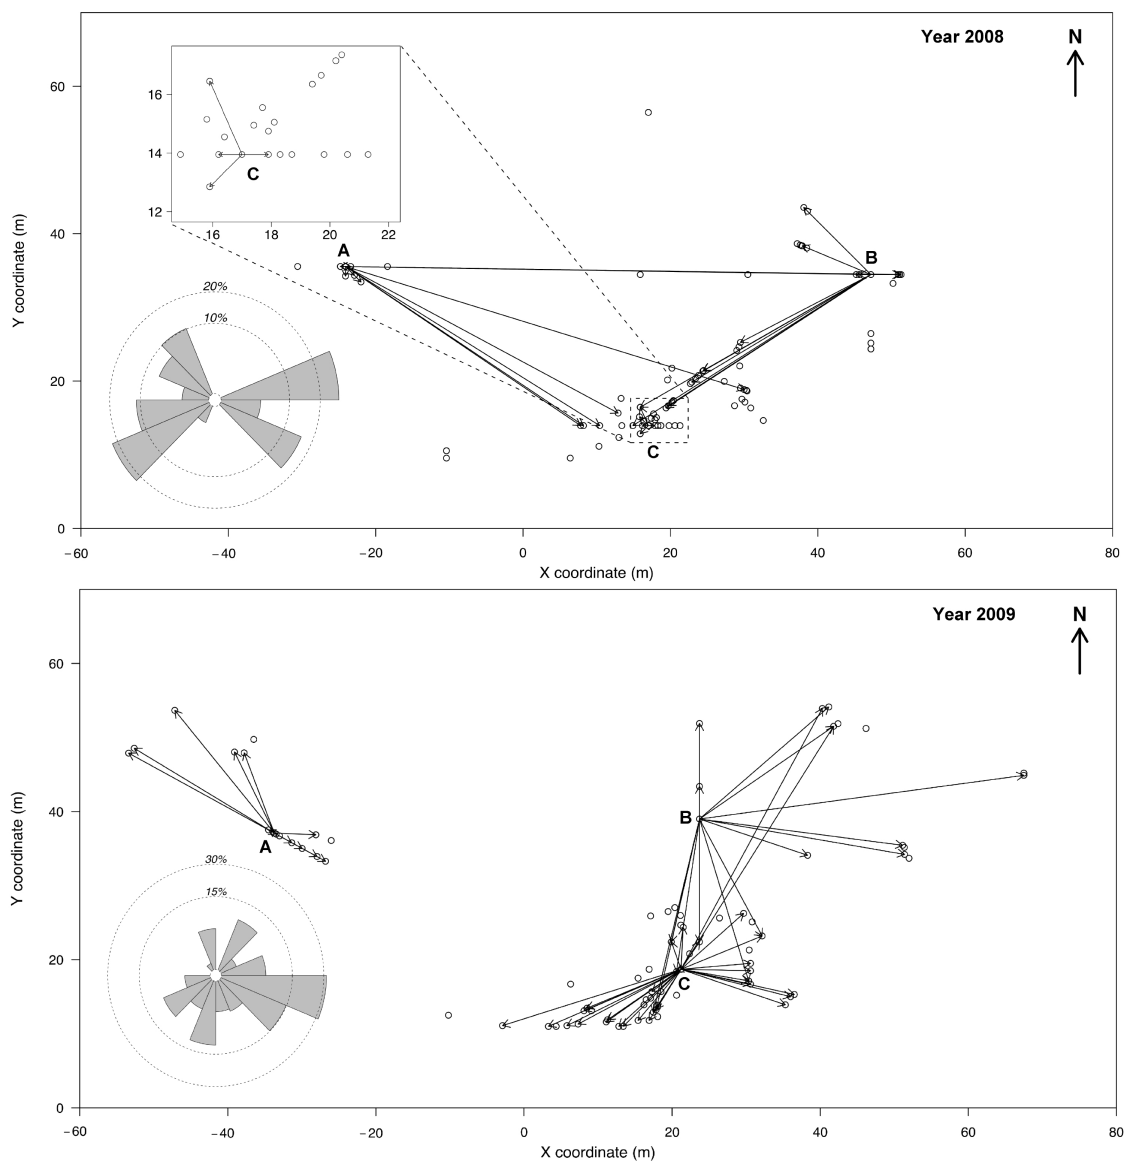 Year 2008
N
60
16
14
12
C
16 18 20 22
40
A
B
20%
10%
20
C
0
−60 −40 −20 0 20 40 60 80
X coordinate (m)
Y coordinate (m)
Year 2009
N
60
40
B
A
30%
15%
20
C
0
−60 −40 −20 0 20 40 60 80
X coordinate (m)
Y coordinate (m)